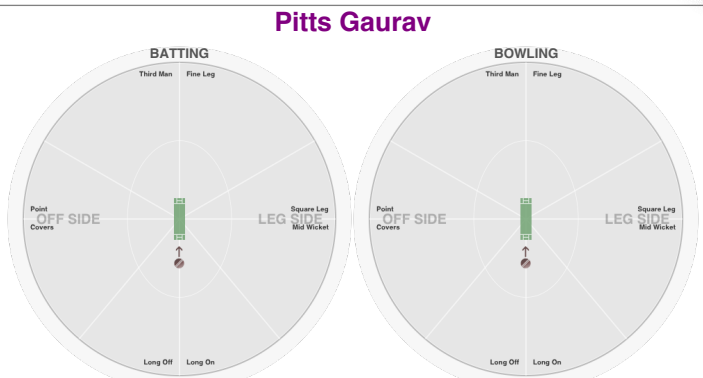 Pitts Gaurav
BATTING
Third Man
Fine Leg
Point
OFF SIDE
Covers
Square Leg
LEG SIDE
Mid Wicket
Long Off
Long On
BOWLING
Third Man
Fine Leg
Point
OFF SIDE
Covers
Square Leg
LEG SIDE
Mid Wicket
Long Off
Long On